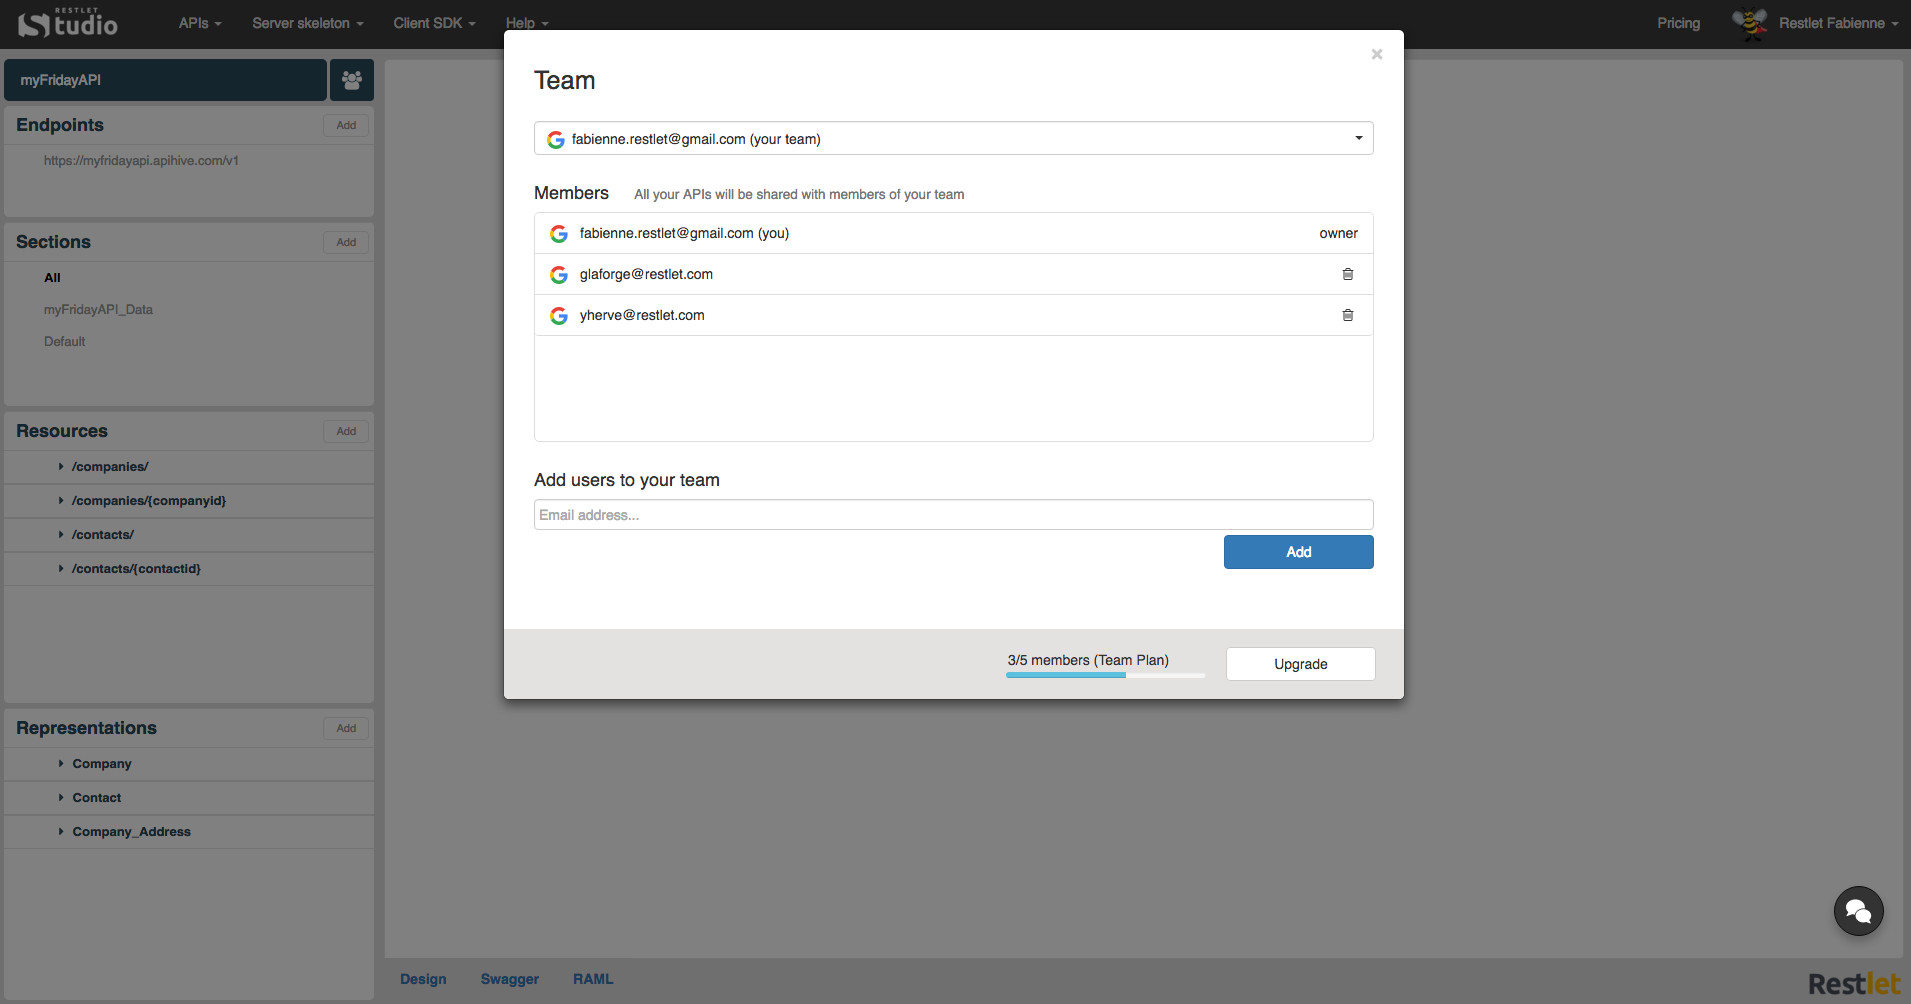 RESTLET
Studio
APIs
Server skeleton
Client SDK
Help
Pricing
Restlet Fabienne
myFridayAPI
Endpoints
Add
https://myfridayapi.apihive.com/v1
Sections
Add
All
myFridayAPI_Data
Default
Resources
Add
/companies/
/companies/{companyid}
/contacts/
/contacts/{contactid}
Representations
Add
Company
Contact
Company_Address
×
Team
fabienne.restlet@gmail.com (your team)
Members All your APIs will be shared with members of your team
fabienne.restlet@gmail.com (you) owner
glaforge@restlet.com
yherve@restlet.com
Add users to your team
Email address...
Add
3/5 members (Team Plan)
Upgrade
Design
Swagger
RAML
Restlet